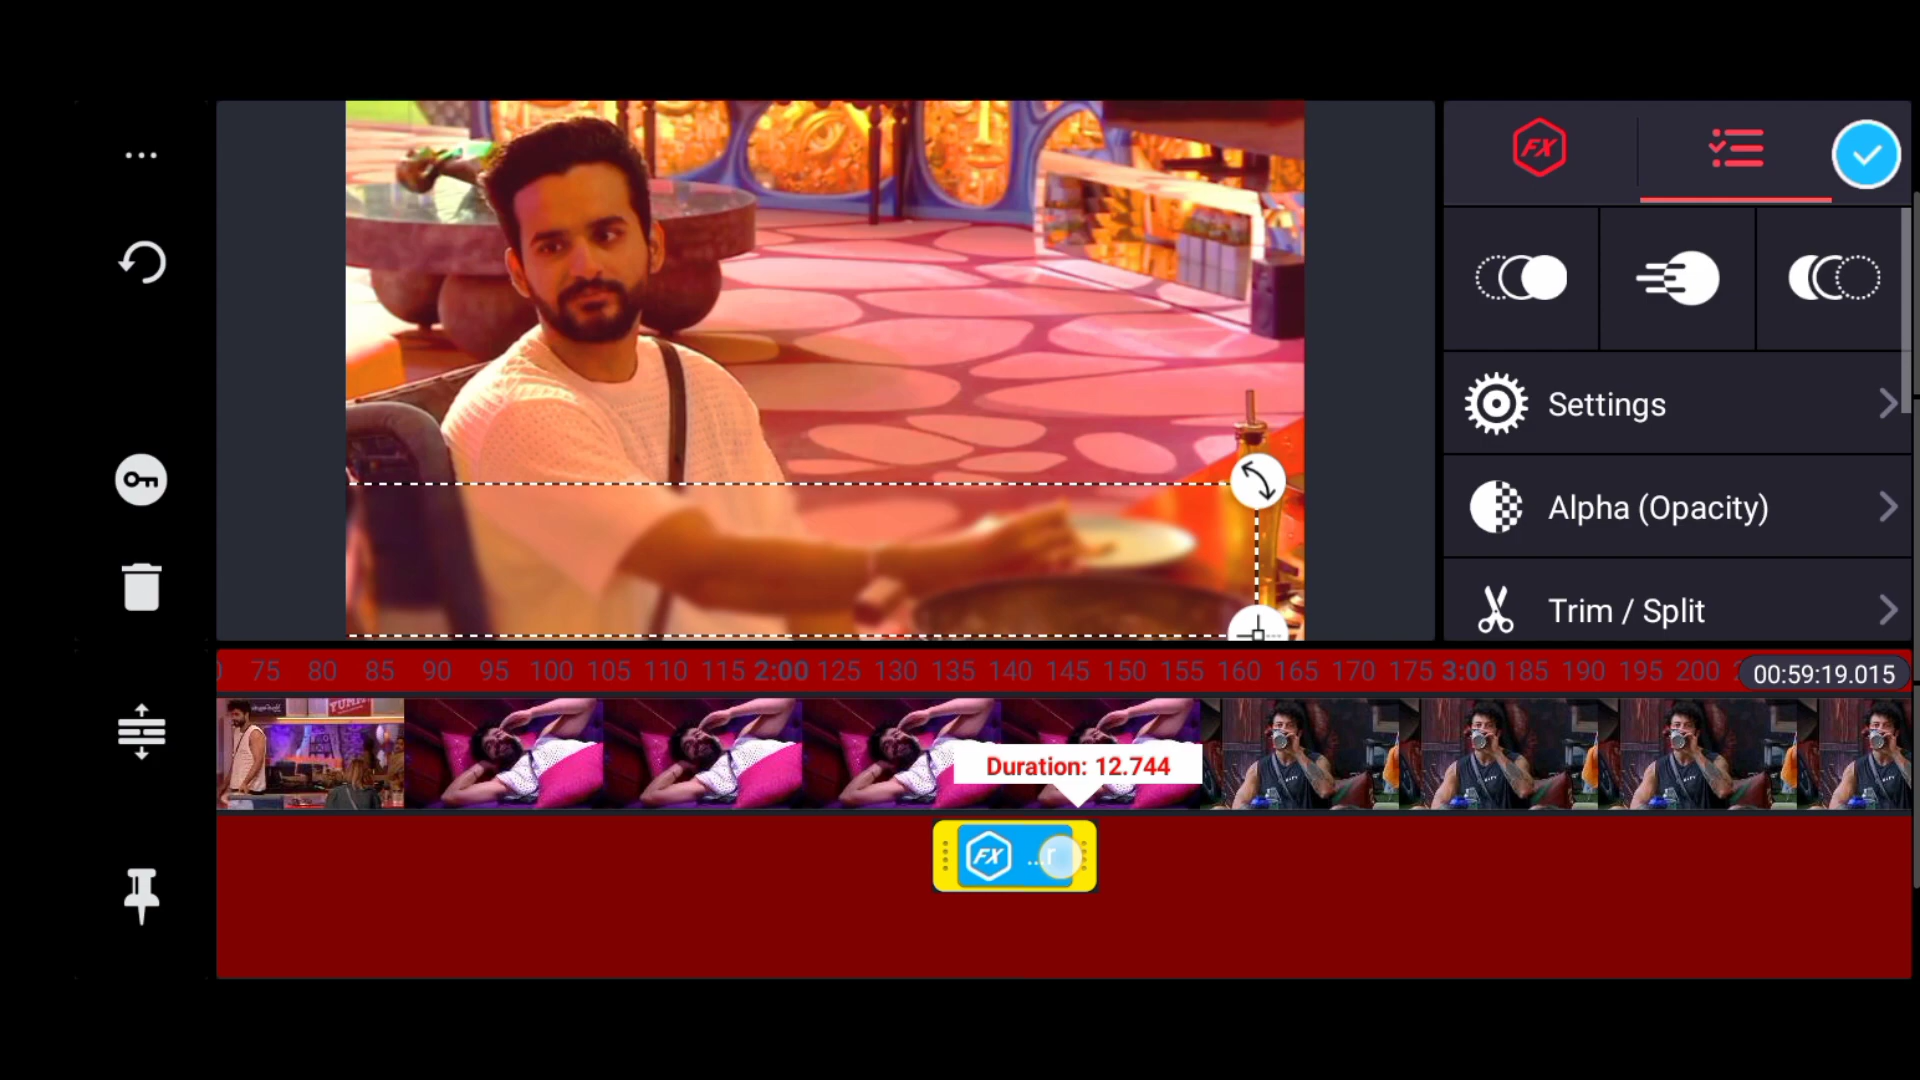 ...
FX
Settings
Alpha (Opacity)
Trim / Split
75 80 85 90 95 100 105 110 115 2:00 125 130 135 140 145 150 155 160 165 170 175 3:00 185 190 195 200
00:59:19.015
YUMM
Duration: 12.744
FX ...r